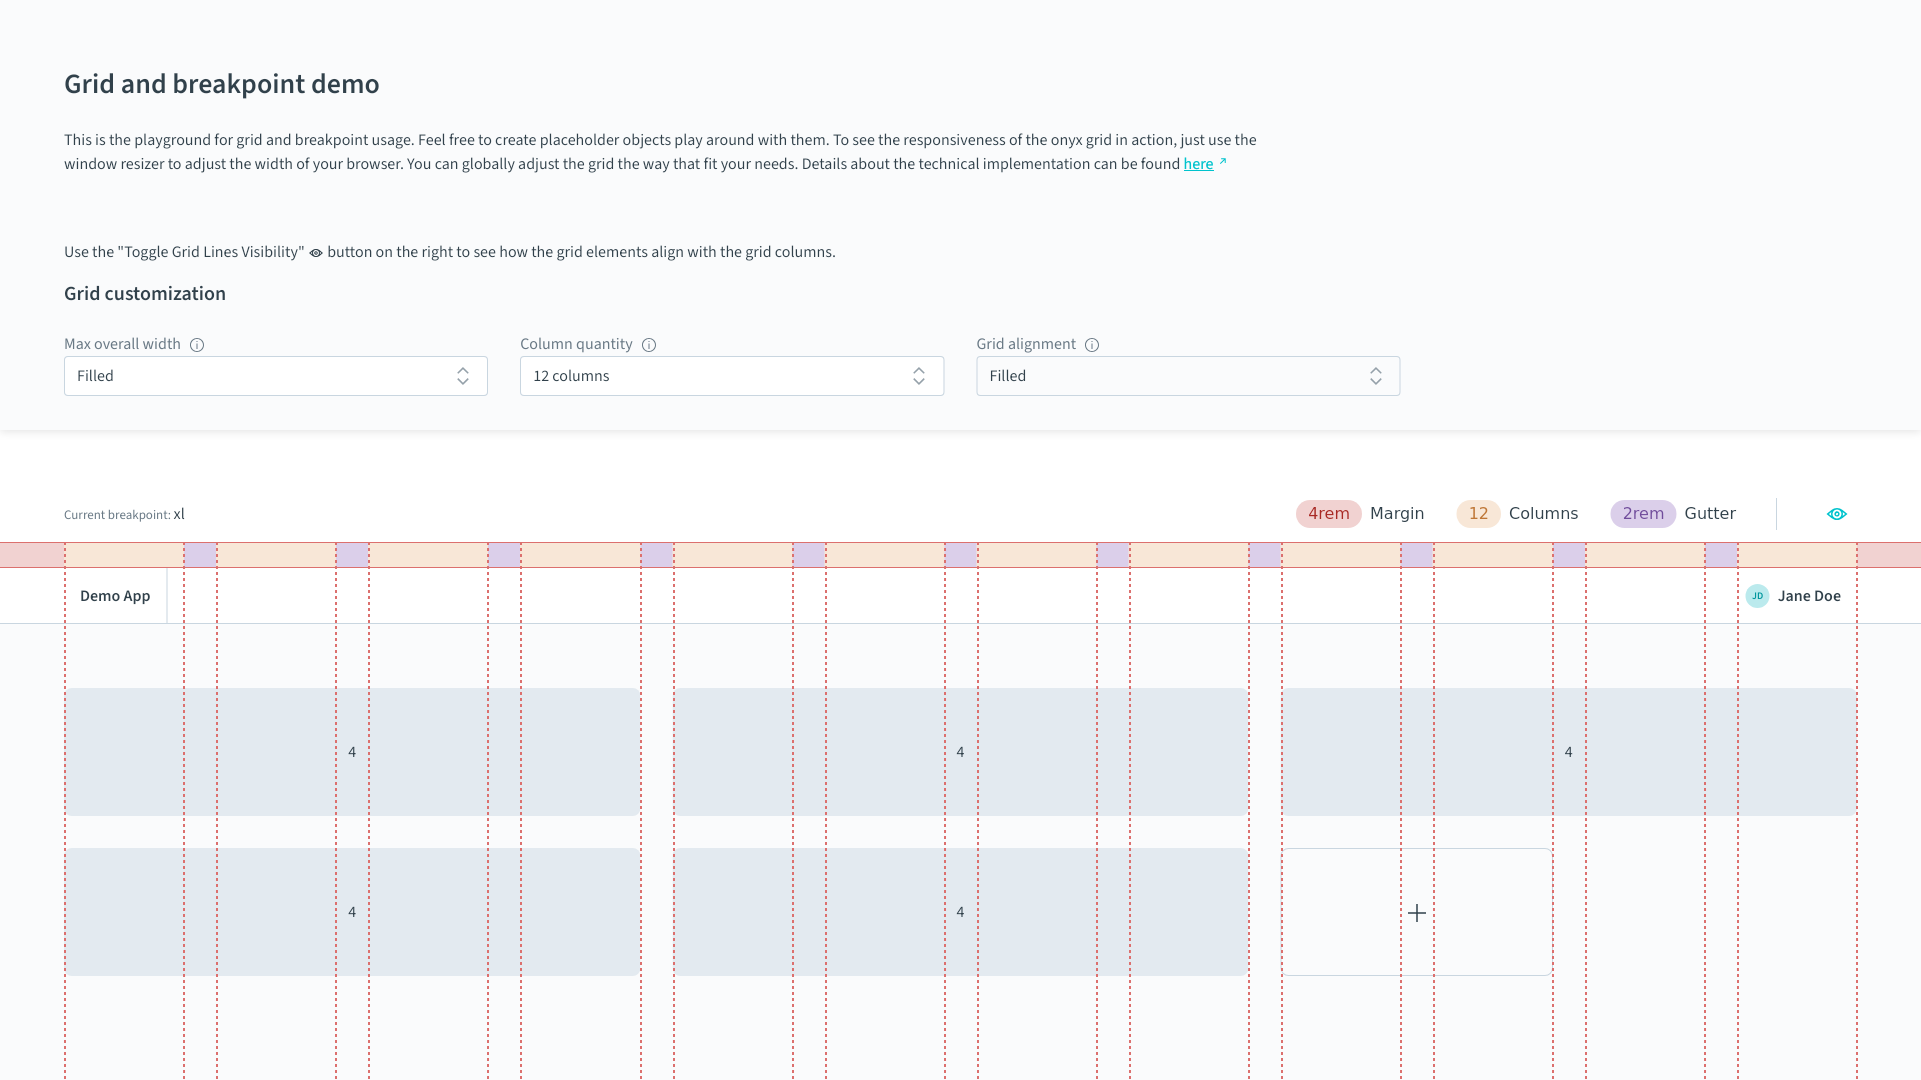 Grid and breakpoint demo
This is the playground for grid and breakpoint usage. Feel free to create placeholder objects play around with them. To see the responsiveness of the onyx grid in action, just use the
window resizer to adjust the width of your browser. You can globally adjust the grid the way that fit your needs. Details about the technical implementation can be found here
Use the "Toggle Grid Lines Visibility" button on the right to see how the grid elements align with the grid columns.
Grid customization
Max overall width
Column quantity
Grid alignment
Filled
12 columns
Filled
Current breakpoint: xl
4rem Margin
12 Columns
2rem Gutter
Demo App
JD Jane Doe
4
4
4
4
4